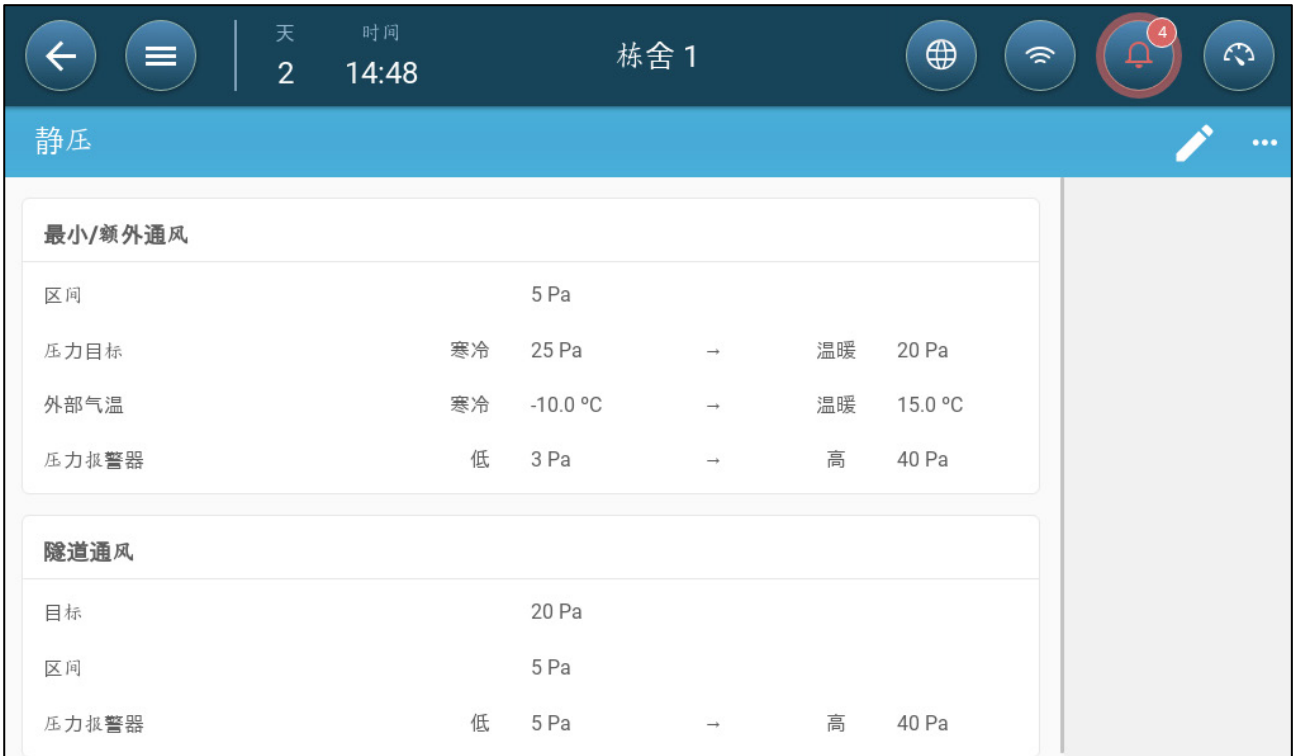 天 时间
2 14:48 栋舍 1 4
静压
最小/额外通风
区间 5 Pa
压力目标 寒冷 25 Pa → 温暖 20 Pa
外部气温 寒冷 -10.0 ºC → 温暖 15.0 ºC
压力报警器 低 3 Pa → 高 40 Pa
隧道通风
目标 20 Pa
区间 5 Pa
压力报警器 低 5 Pa → 高 40 Pa